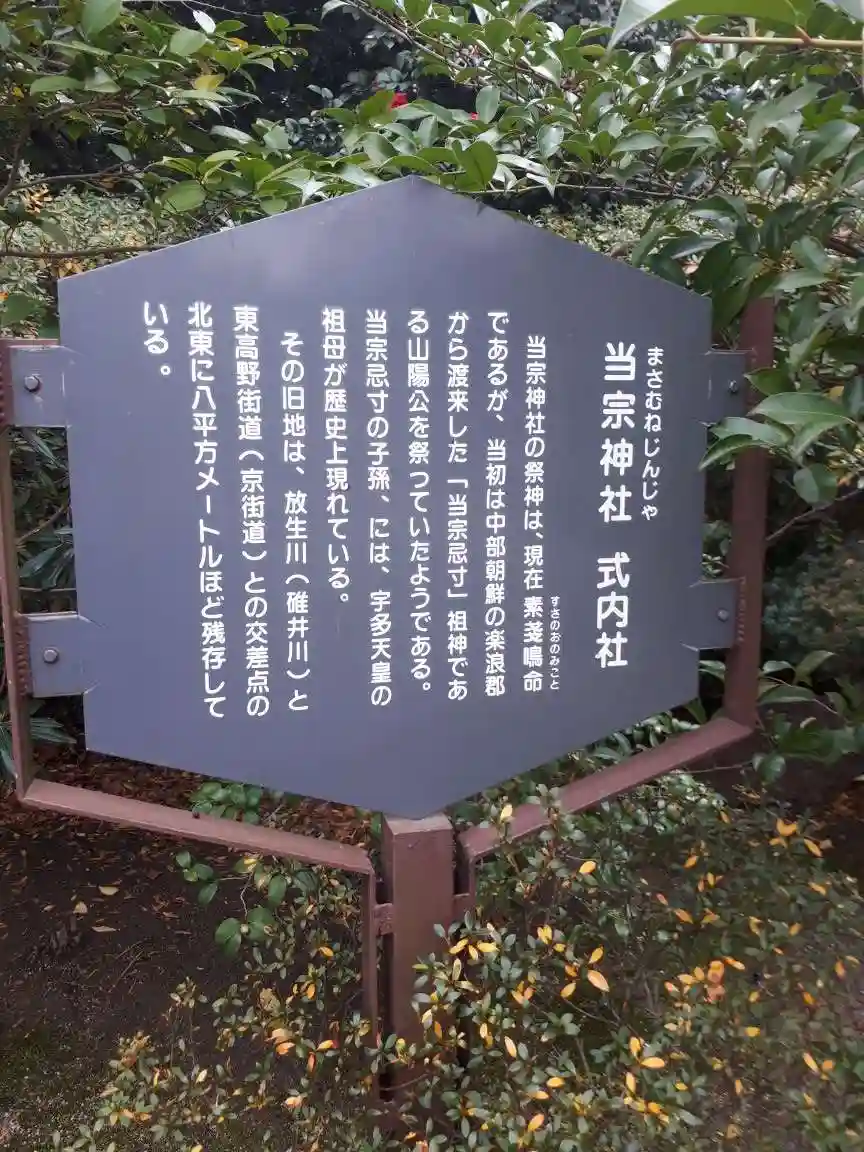 まさむねじんじゃ
当宗神社 式内社
当宗神社の祭神は、現在 素戔嗚命
すさのおのみこと
であるが、当初は中部朝鮮の楽浪郡
から渡来した「当宗忌寸」祖神であ
る山陽公を祭っていたようである。
当宗忌寸の子孫、には、宇多天皇の
祖母が歴史上現れている。
その旧地は、放生川（碓井川）と
東高野街道（京街道）との交差点の
北東に八平方メートルほど残存して
いる。